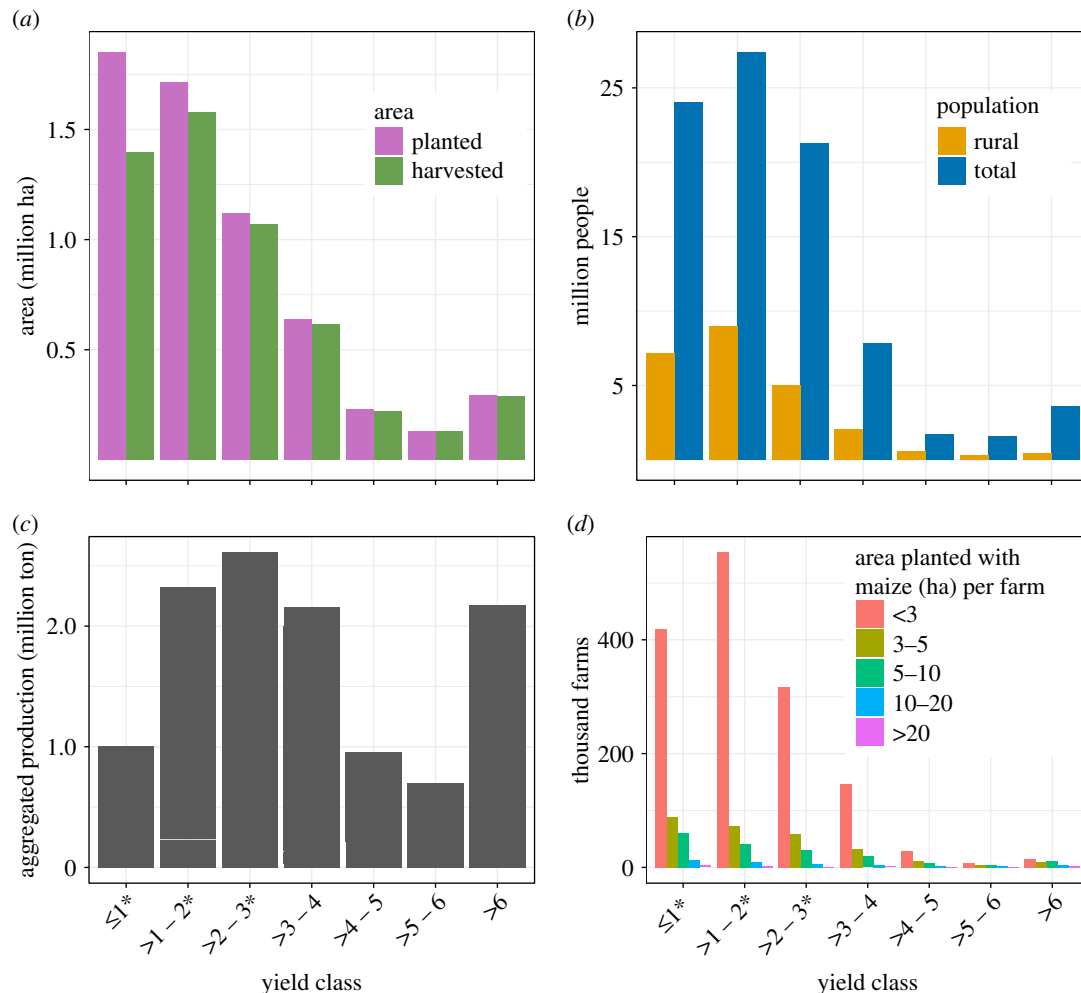 (a)
area (million ha)
1.5
1.0
0.5
area
planted
harvested
(b)
million people
25
15
5
population
rural
total
(c)
aggregated production (million ton)
2.0
1.0
0
≤1*
>1 – 2*
>2 – 3*
>3 – 4
>4 – 5
>5 – 6
>6
yield class
(d)
thousand farms
400
200
0
area planted with
maize (ha) per farm
<3
3–5
5–10
10–20
>20
≤1*
>1 – 2*
>2 – 3*
>3 – 4
>4 – 5
>5 – 6
>6
yield class